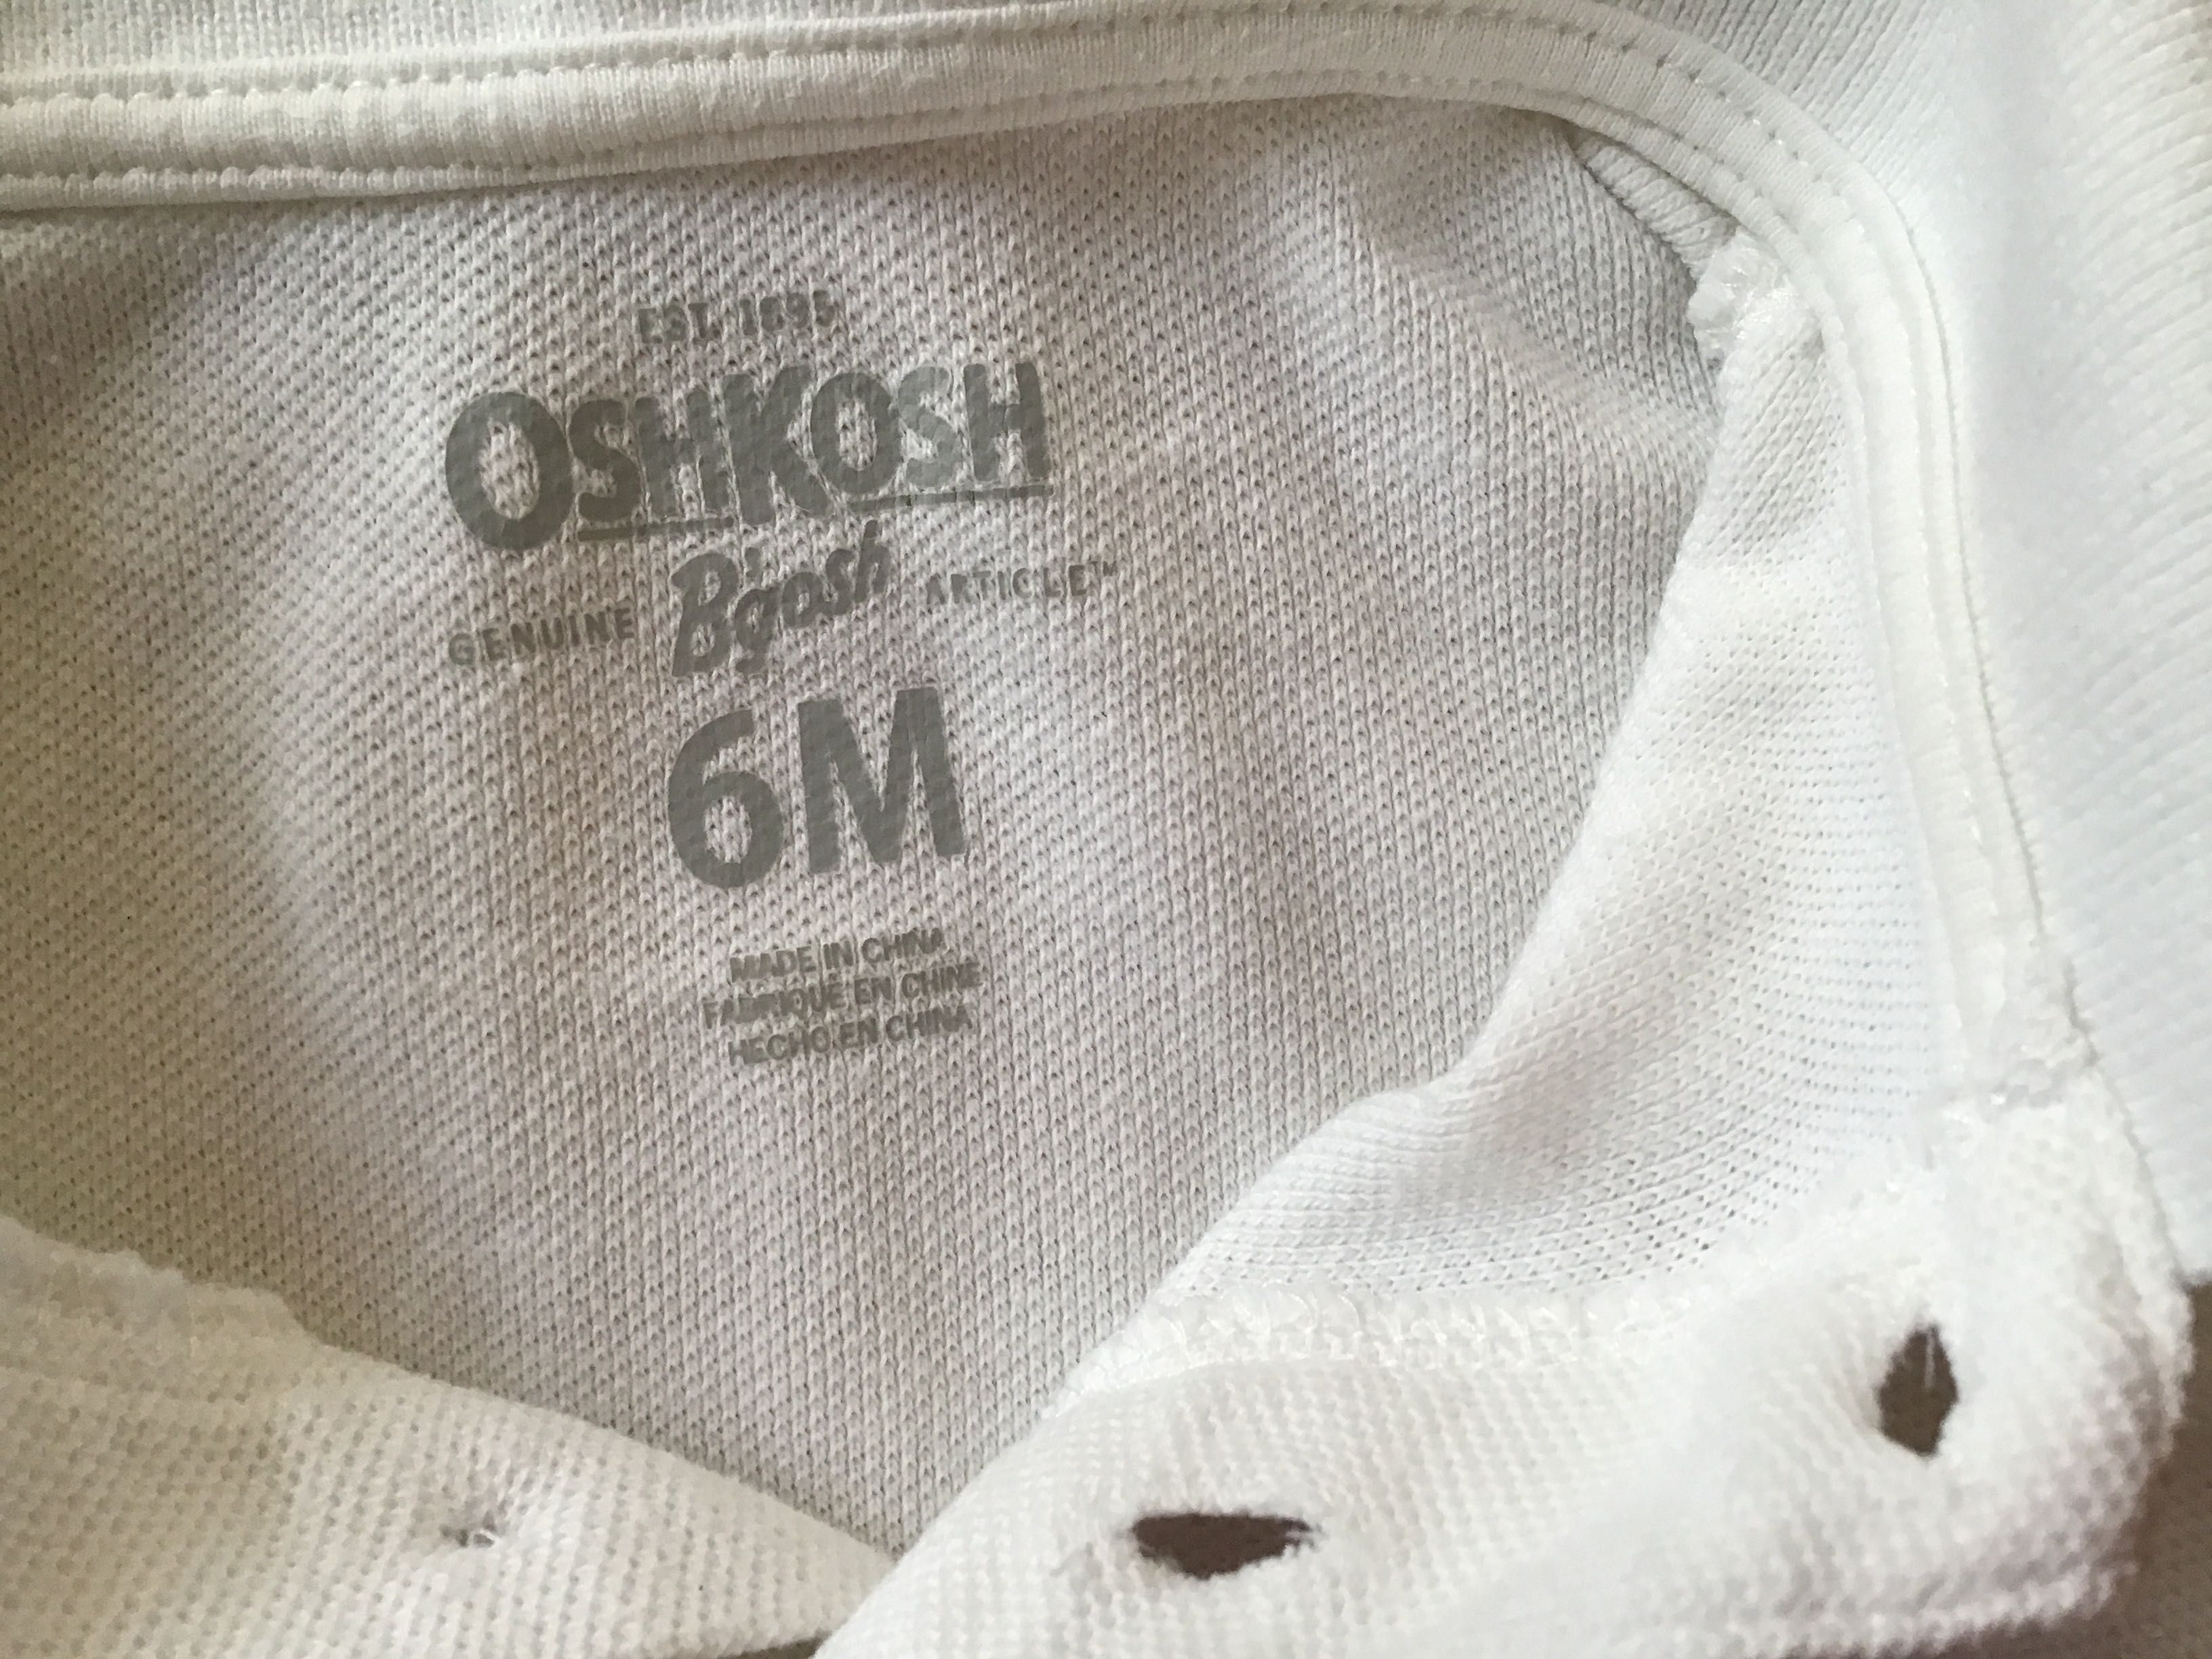 EST. 1895
OSHKOSH
GENUINE B'gosh ARTICLE™
6M
MADE IN CHINA
FABRIQUÉ EN CHINE
HECHO EN CHINA